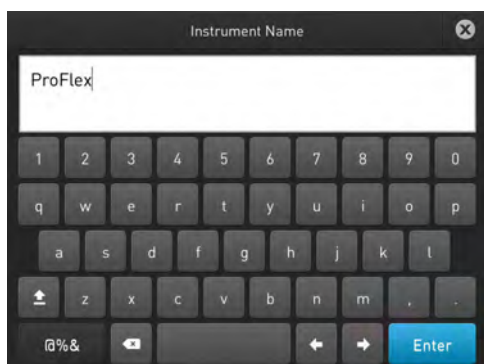 Instrument Name
ProFlex
1 2 3 4 5 6 7 8 9 0
q w e r t y u i o p
a s d f g h j k l
z x c v b n m , .
@%& Enter